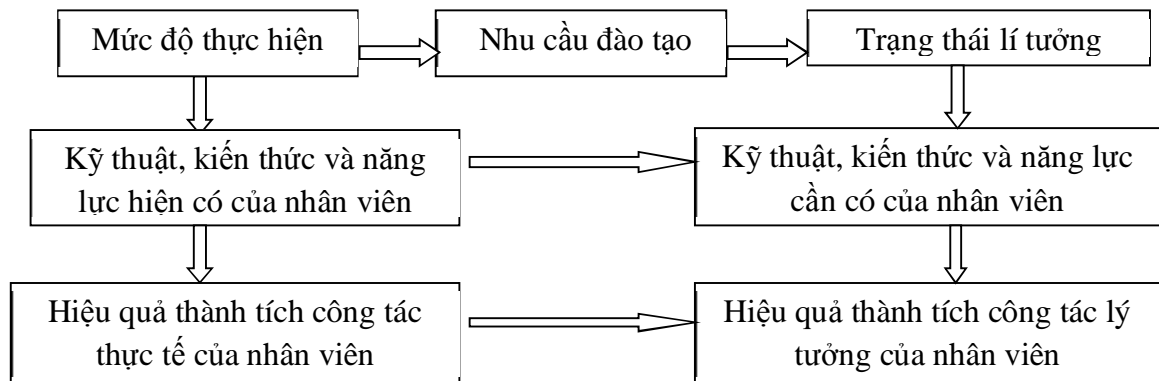 Mức độ thực hiện
Nhu cầu đào tạo
Trạng thái lí tưởng
Kỹ thuật, kiến thức và năng
lực hiện có của nhân viên
Kỹ thuật, kiến thức và năng lực
cần có của nhân viên
Hiệu quả thành tích công tác
thực tế của nhân viên
Hiệu quả thành tích công tác lý
tưởng của nhân viên